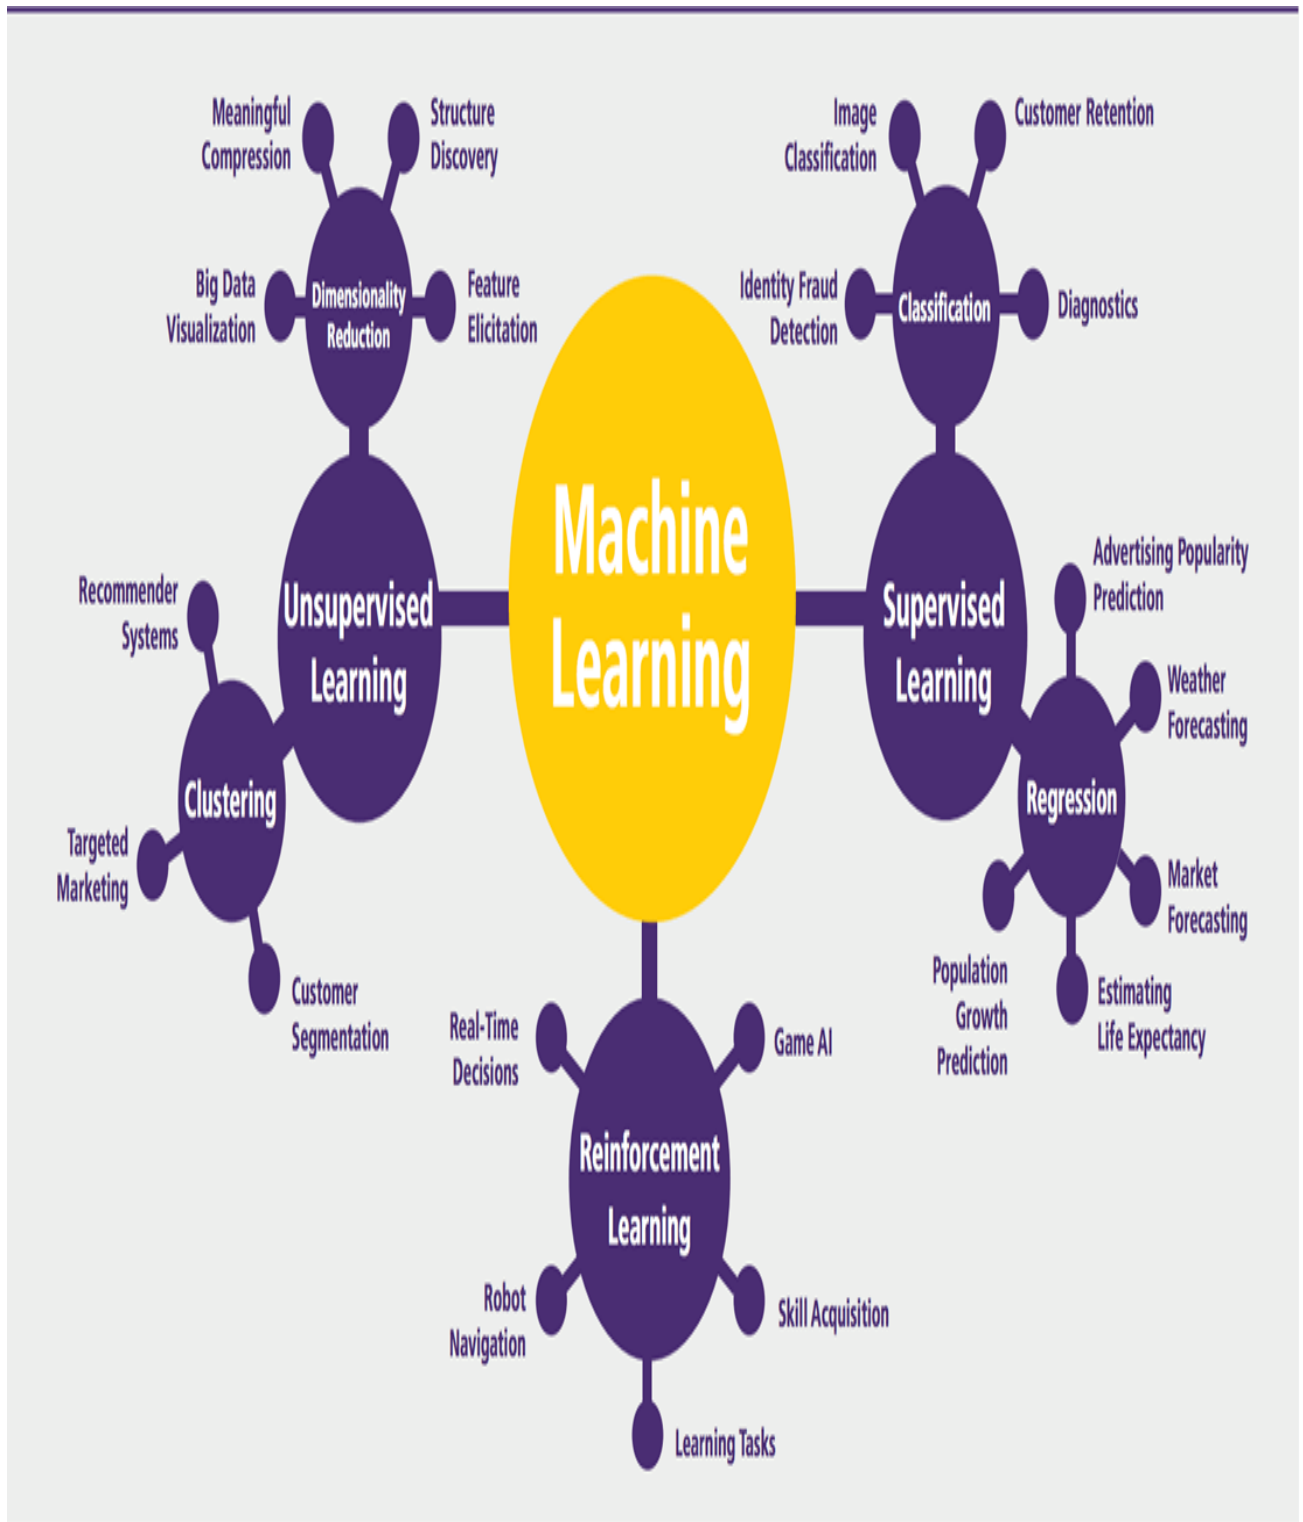 Meaningful
Compression
Structure
Discovery
Big Data
Visualization
Dimensionality
Reduction
Feature
Elicitation
Image
Classification
Customer Retention
Identity Fraud
Detection
Classification
Diagnostics
Machine
Learning
Unsupervised
Learning
Recommender
Systems
Clustering
Targeted
Marketing
Customer
Segmentation
Supervised
Learning
Advertising Popularity
Prediction
Weather
Forecasting
Regression
Market
Forecasting
Population
Growth
Prediction
Estimating
Life Expectancy
Real-Time
Decisions
Game AI
Reinforcement
Learning
Robot
Navigation
Skill Acquisition
Learning Tasks